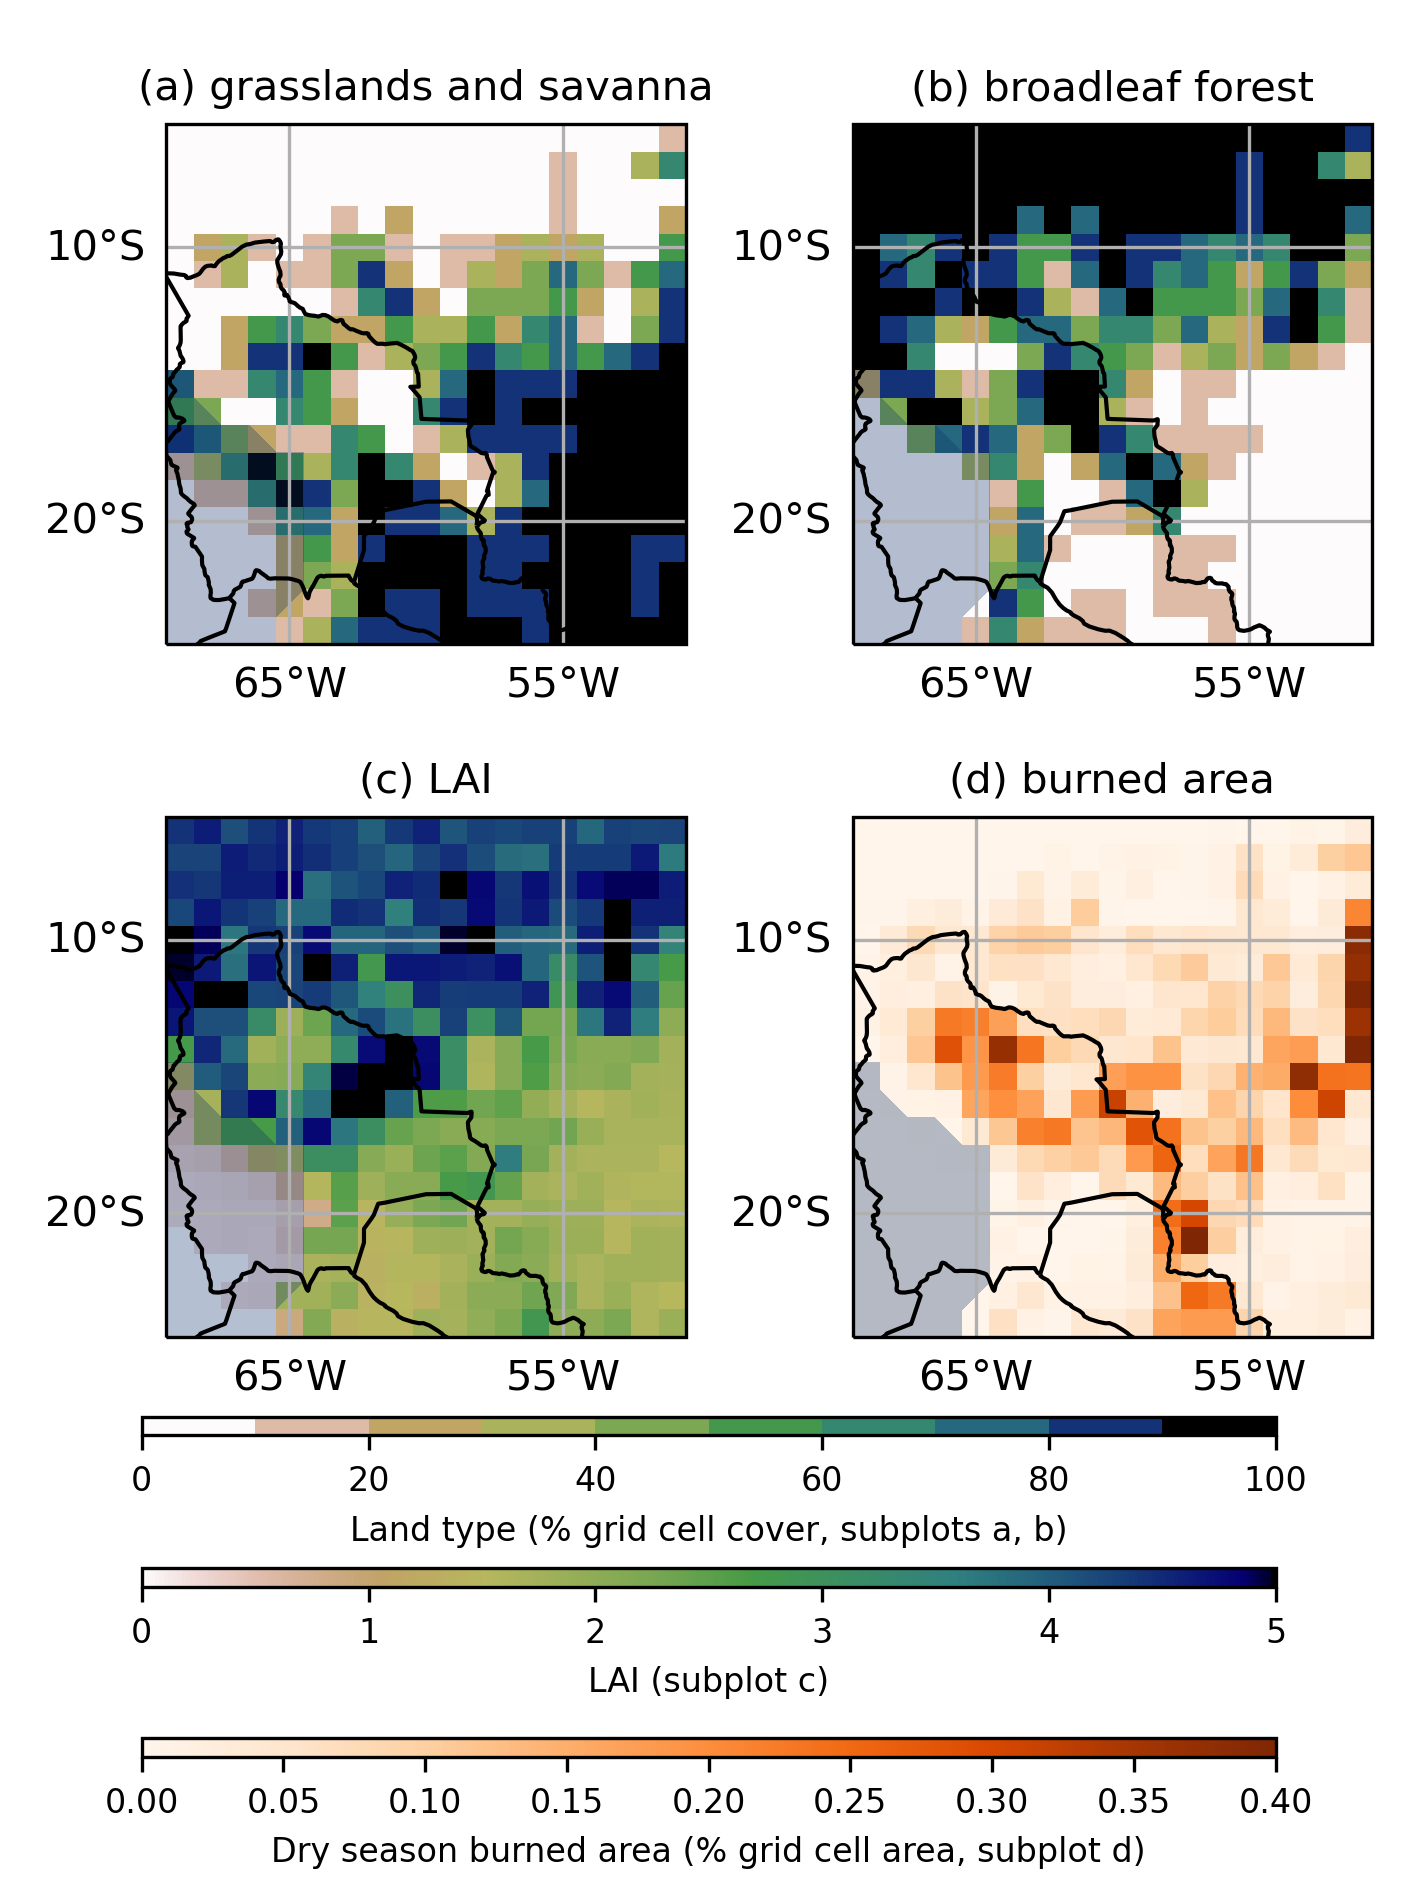 (a) grasslands and savanna
(b) broadleaf forest
10°S
10°S
20°S
20°S
65°W
55°W
65°W
55°W
(c) LAI
(d) burned area
10°S
10°S
20°S
20°S
65°W
55°W
65°W
55°W
0 20 40 60 80 100
Land type (% grid cell cover, subplots a, b)
0 1 2 3 4 5
LAI (subplot c)
0.00 0.05 0.10 0.15 0.20 0.25 0.30 0.35 0.40
Dry season burned area (% grid cell area, subplot d)